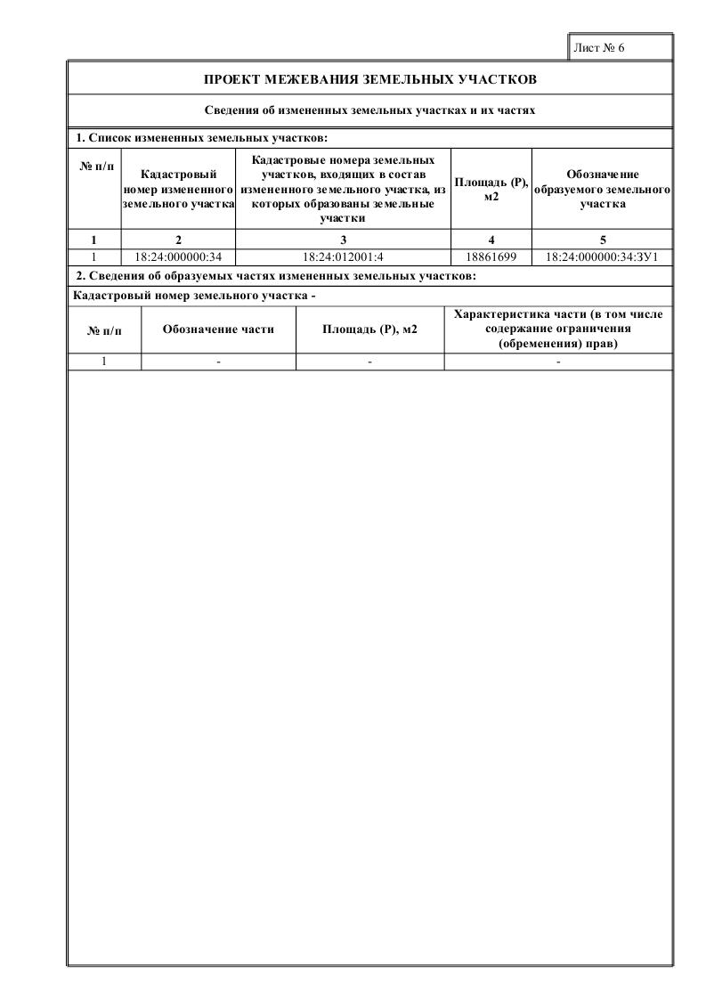 Лист № 6
ПРОЕКТ МЕЖЕВАНИЯ ЗЕМЕЛЬНЫХ УЧАСТКОВ
Сведения об измененных земельных участках и их частях
1. Список измененных земельных участков:
№ п/п
Кадастровый
номер измененного
земельного участка
Кадастровые номера земельных
участков, входящих в состав
измененного земельного участка, из
которых образованы земельные
участки
Площадь (Р),
м2
Обозначение
образуемого земельного
участка
1 2 3 4 5
1 18:24:000000:34 18:24:012001:4 18861699 18:24:000000:34:ЗУ1
2. Сведения об образуемых частях измененных земельных участков:
Кадастровый номер земельного участка -
№ п/п
Обозначение части
Площадь (Р), м2
Характеристика части (в том числе
содержание ограничения
(обременения) прав)
1 - - -